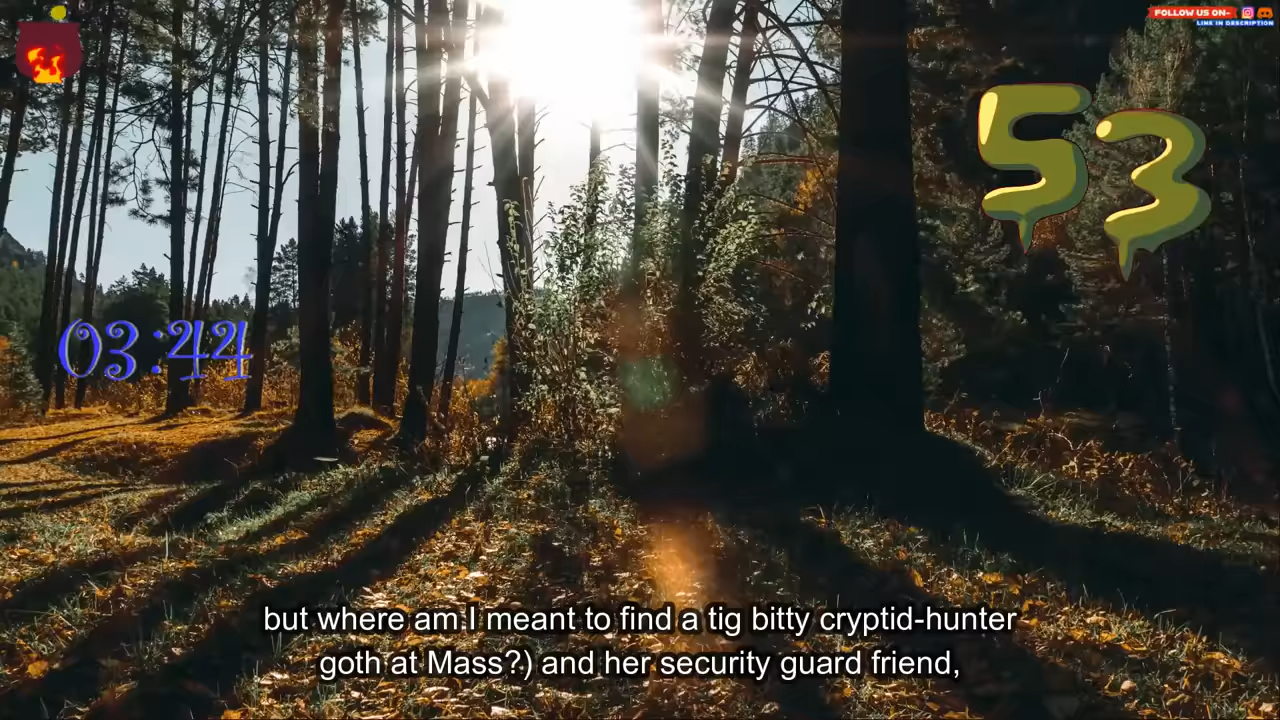 FOLLOW US ON-
LINK IN DESCRIPTION
53
03:44
but where am I meant to find a tig bitty cryptid-hunter
goth at Mass?) and her security guard friend,